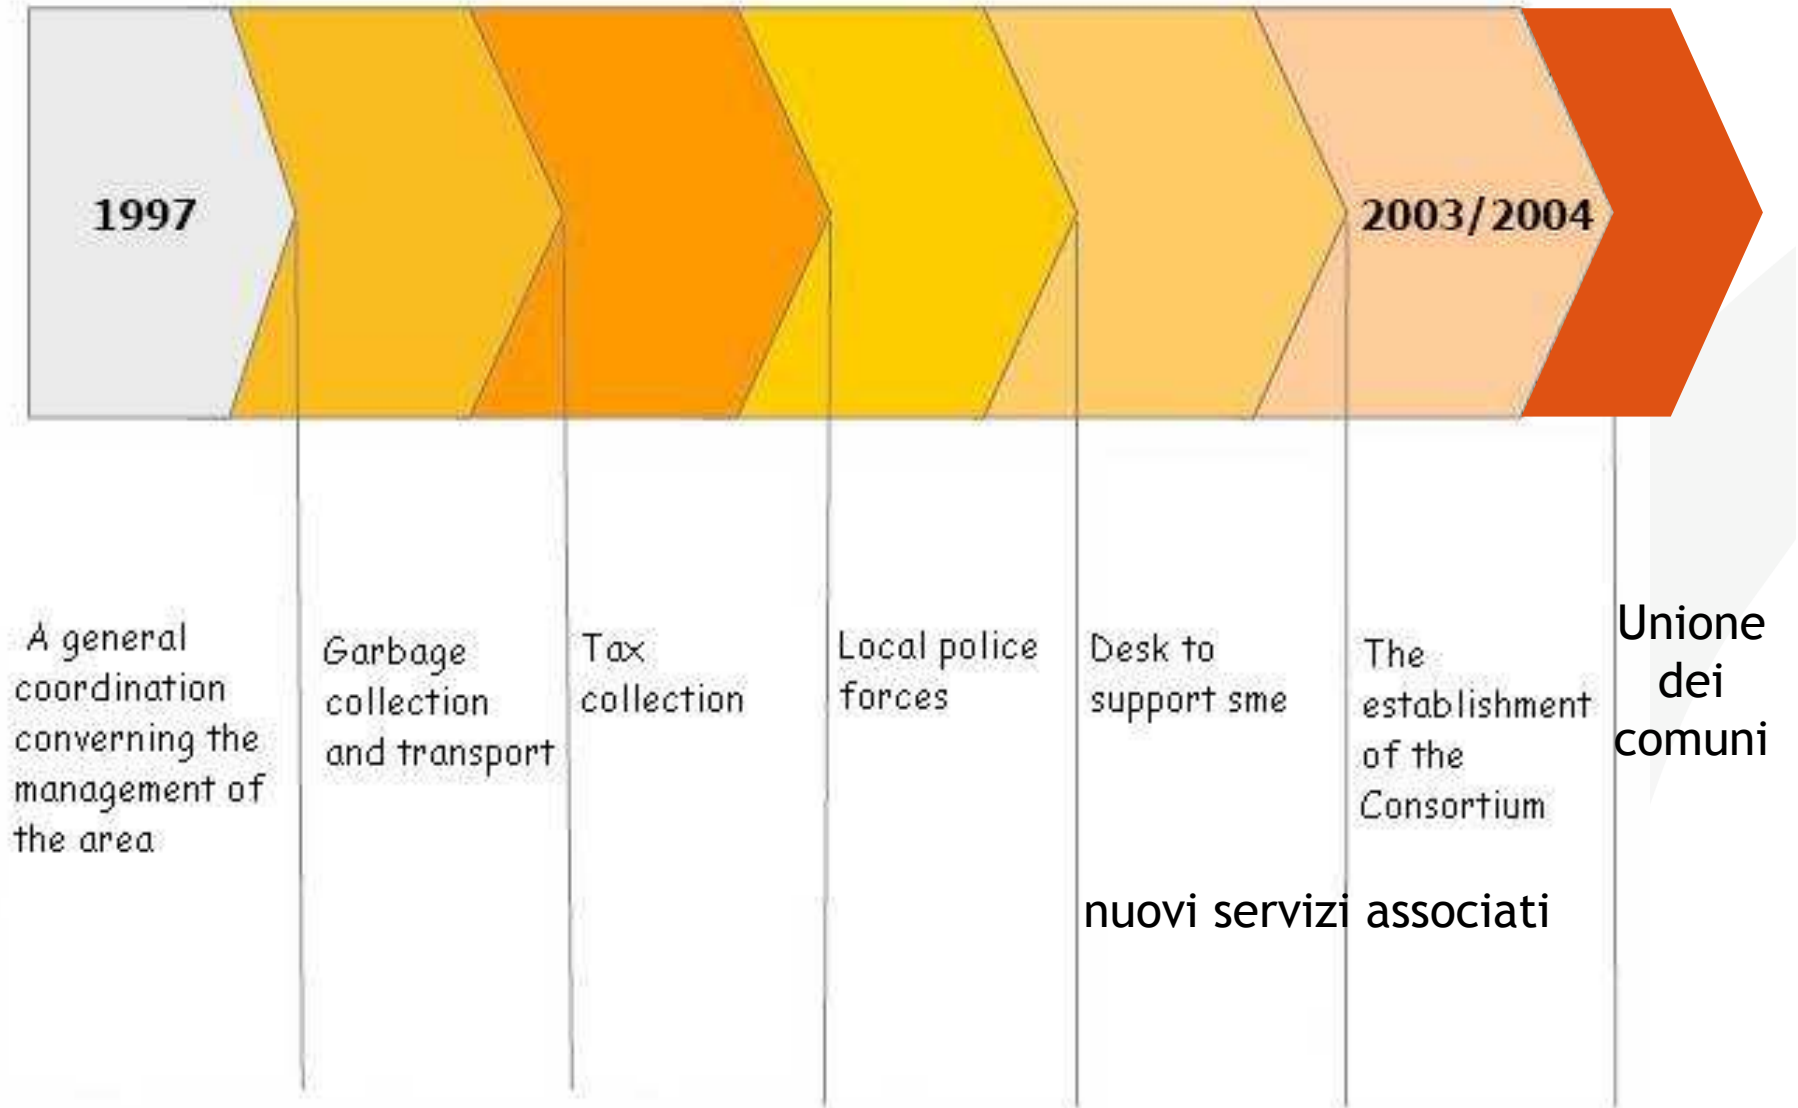 1997
2003/2004
A general
coordination
converning the
management of
the area
Garbage
collection
and transport
Tax
collection
Local police
forces
Desk to
support sme
The
establishment
of the
Consortium
Unione
dei
comuni
nuovi servizi associati